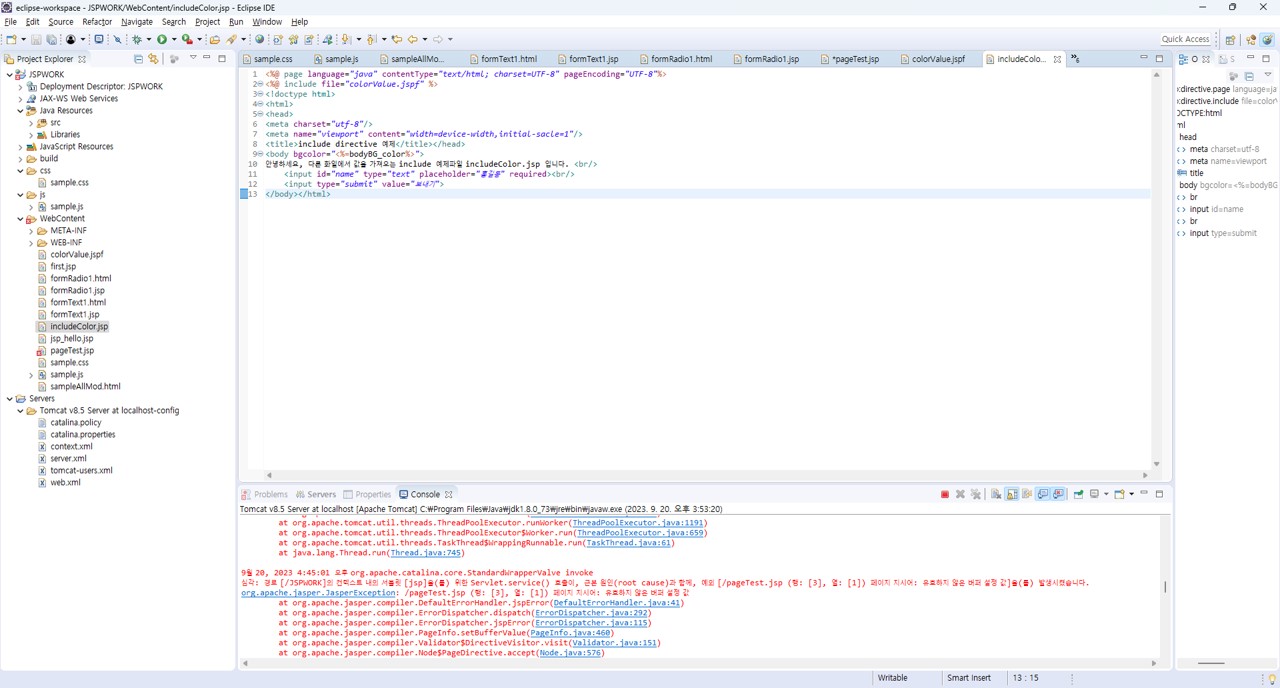 eclipse-workspace - JSPWORK/WebContent/includeColor.jsp - Eclipse IDE
File Edit Source Refactor Navigate Search Project Run Window Help
Quick Access
Project Explorer
JSPWORK
Deployment Descriptor: JSPWORK
JAX-WS Web Services
Java Resources
src
Libraries
JavaScript Resources
build
css
sample.css
js
sample.js
WebContent
META-INF
WEB-INF
colorValue.jspf
first.jsp
formRadio1.html
formRadio1.jsp
formText1.html
formText1.jsp
includeColor.jsp
jsp_hello.jsp
pageTest.jsp
sample.css
sample.js
sampleAllMod.html
Servers
Tomcat v8.5 Server at localhost-config
catalina.policy
catalina.properties
context.xml
server.xml
tomcat-users.xml
web.xml
sample.css sample.js sampleAllMo... formText1.html formText1.jsp formRadio1.html formRadio1.jsp *pageTest.jsp colorValue.jspf includeColo... »6
1 <%@ page language="java" contentType="text/html; charset=UTF-8" pageEncoding="UTF-8"%>
2 <%@ include file="colorValue.jspf" %>
3 <!doctype html>
4 <html>
5 <head>
6 <meta charset="utf-8"/>
7 <meta name="viewport" content="width=device-width,initial-sacle=1"/>
8 <title>include directive 예제</title></head>
9 <body bgcolor="<%=bodyBG_color%>">
10 안녕하세요, 다른 화일에서 값을 가져오는 include 예제파일 includeColor.jsp 입니다. <br/>
11 <input id="name" type="text" placeholder="홍길동" required><br/>
12 <input type="submit" value="보내기">
13 </body></html>
O S
:directive.page language=ja
:directive.include file=colorV
OCTYPE:html
ml
head
meta charset=utf-8
meta name=viewport
title
body bgcolor=<%=bodyBG
br
input id=name
br
input type=submit
Problems Servers Properties Console
Tomcat v8.5 Server at localhost [Apache Tomcat] C:₩Program Files₩Java₩jdk1.8.0_73₩jre₩bin₩javaw.exe (2023. 9. 20. 오후 3:53:20)
at org.apache.tomcat.util.threads.ThreadPoolExecutor.runWorker(ThreadPoolExecutor.java:1191)
at org.apache.tomcat.util.threads.ThreadPoolExecutor$Worker.run(ThreadPoolExecutor.java:659)
at org.apache.tomcat.util.threads.TaskThread$WrappingRunnable.run(TaskThread.java:61)
at java.lang.Thread.run(Thread.java:745)
9월 20, 2023 4:45:01 오후 org.apache.catalina.core.StandardWrapperValve invoke
심각: 경로 [/JSPWORK]의 컨텍스트 내의 서블릿 [jsp]을(를) 위한 Servlet.service() 호출이, 근본 원인(root cause)과 함께, 예외 [/pageTest.jsp (행: [3], 열: [1]) 페이지 지시어: 유효하지 않은 버퍼 설정 값]을(를) 발생시켰습니다.
org.apache.jasper.JasperException: /pageTest.jsp (행: [3], 열: [1]) 페이지 지시어: 유효하지 않은 버퍼 설정 값
at org.apache.jasper.compiler.DefaultErrorHandler.jspError(DefaultErrorHandler.java:41)
at org.apache.jasper.compiler.ErrorDispatcher.dispatch(ErrorDispatcher.java:292)
at org.apache.jasper.compiler.ErrorDispatcher.jspError(ErrorDispatcher.java:115)
at org.apache.jasper.compiler.PageInfo.setBufferValue(PageInfo.java:460)
at org.apache.jasper.compiler.Validator$DirectiveVisitor.visit(Validator.java:151)
at org.apache.jasper.compiler.Node$PageDirective.accept(Node.java:576)
Writable Smart Insert 13 : 15